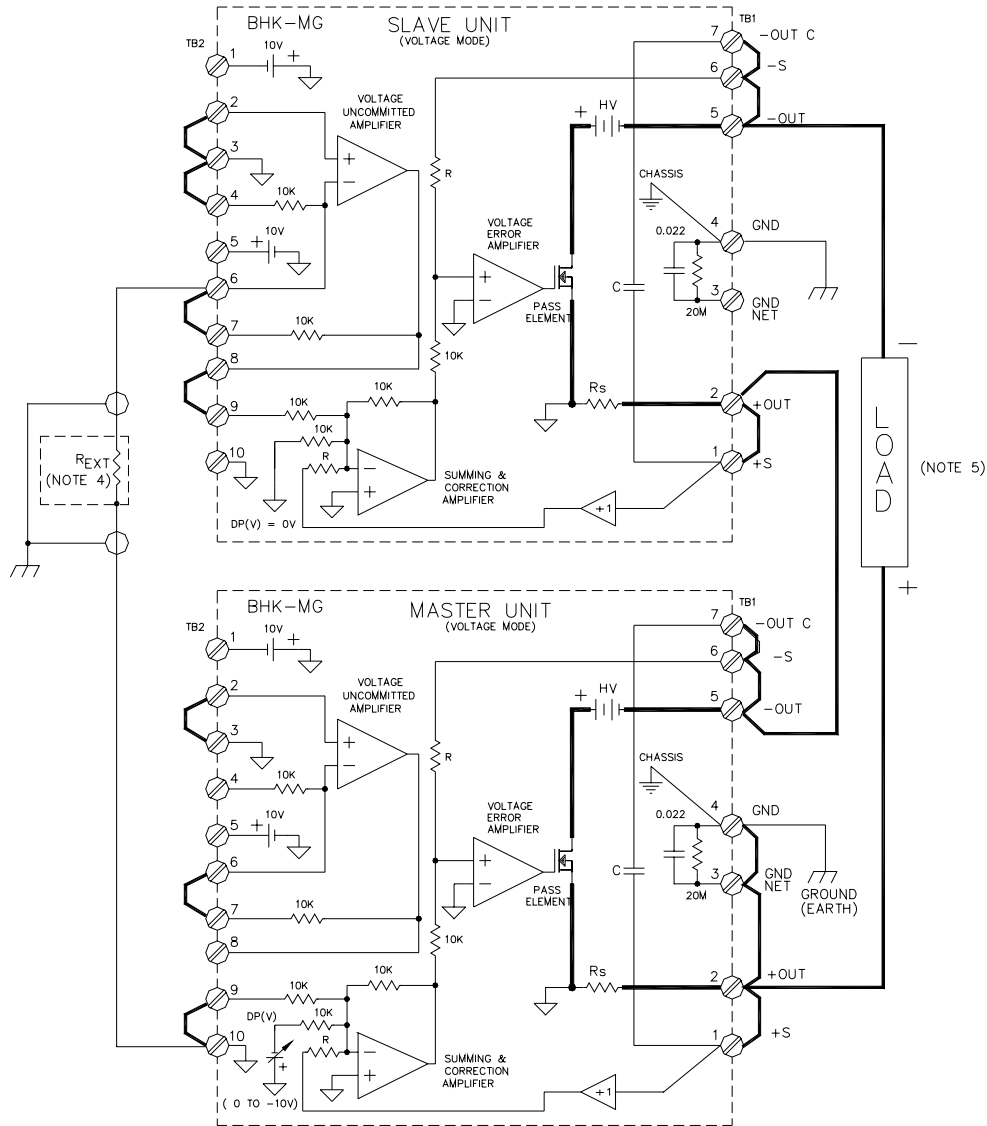 BHK-MG
SLAVE UNIT
(VOLTAGE MODE)
TB2
TB1
1
10V
+
2
VOLTAGE
UNCOMMITTED
AMPLIFIER
3
4
10K
+
−
5
+
10V
6
7
10K
8
9
10K
10K
10K
10
R
DP(V) = 0V
−
+
SUMMING &
CORRECTION
AMPLIFIER
+1
R
10K
VOLTAGE
ERROR
AMPLIFIER
+
−
PASS
ELEMENT
+
HV
C
Rs
CHASSIS
0.022
20M
7
-OUT C
6
-S
5
-OUT
4
GND
3
GND
NET
2
+OUT
1
+S
−
LOAD
(NOTE 5)
+
REXT
(NOTE 4)
BHK-MG
MASTER UNIT
(VOLTAGE MODE)
TB2
TB1
1
10V
+
2
VOLTAGE
UNCOMMITTED
AMPLIFIER
3
4
10K
+
−
5
+
10V
6
7
10K
8
9
10K
10K
DP(V)
10K
10
R
+
( 0 TO -10V)
−
+
SUMMING &
CORRECTION
AMPLIFIER
+1
R
10K
VOLTAGE
ERROR
AMPLIFIER
+
−
PASS
ELEMENT
+
HV
C
Rs
CHASSIS
0.022
20M
7
-OUT C
6
-S
5
-OUT
4
GND
3
GND
NET
GROUND
(EARTH)
2
+OUT
1
+S